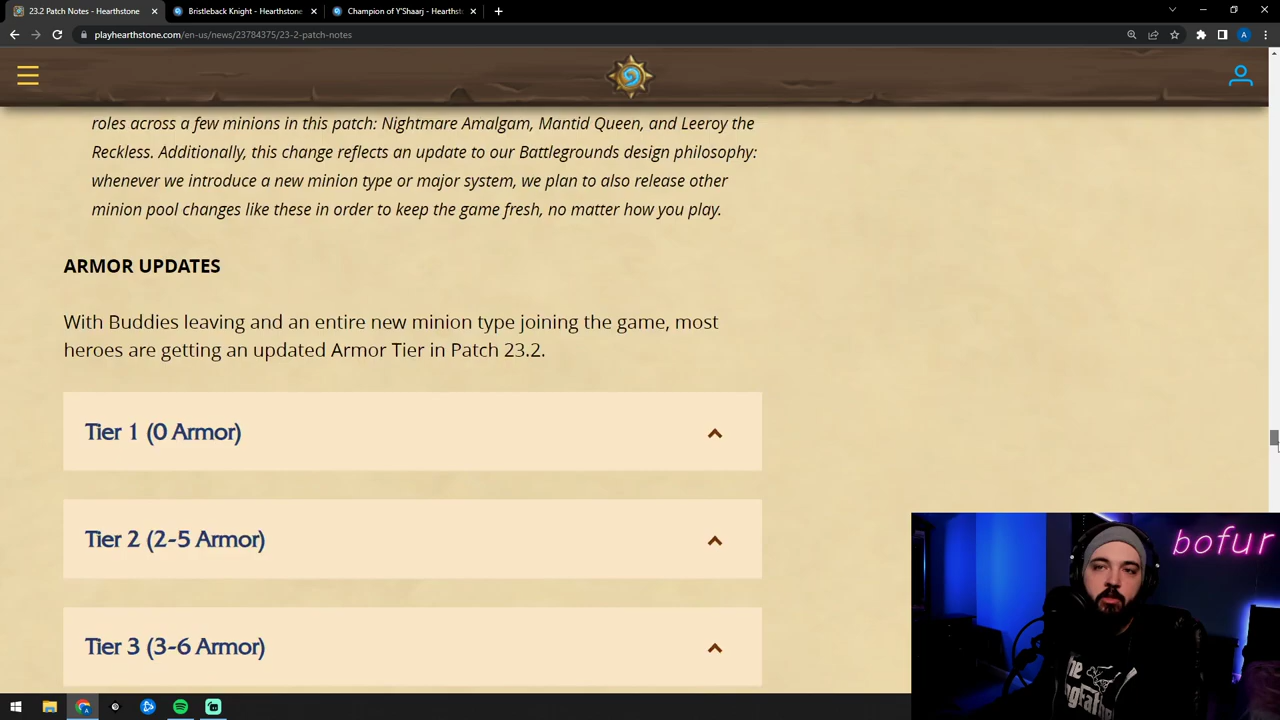 23.2 Patch Notes - Hearthstone
Bristleback Knight - Hearthstone
Champion of Y'Shaarj - Hearthst
playhearthstone.com/en-us/news/23784375/23-2-patch-notes
A
roles across a few minions in this patch: Nightmare Amalgam, Mantid Queen, and Leeroy the
Reckless. Additionally, this change reflects an update to our Battlegrounds design philosophy:
whenever we introduce a new minion type or major system, we plan to also release other
minion pool changes like these in order to keep the game fresh, no matter how you play.
ARMOR UPDATES
With Buddies leaving and an entire new minion type joining the game, most
heroes are getting an updated Armor Tier in Patch 23.2.
Tier 1 (0 Armor)
Tier 2 (2-5 Armor)
Tier 3 (3-6 Armor)
bofur